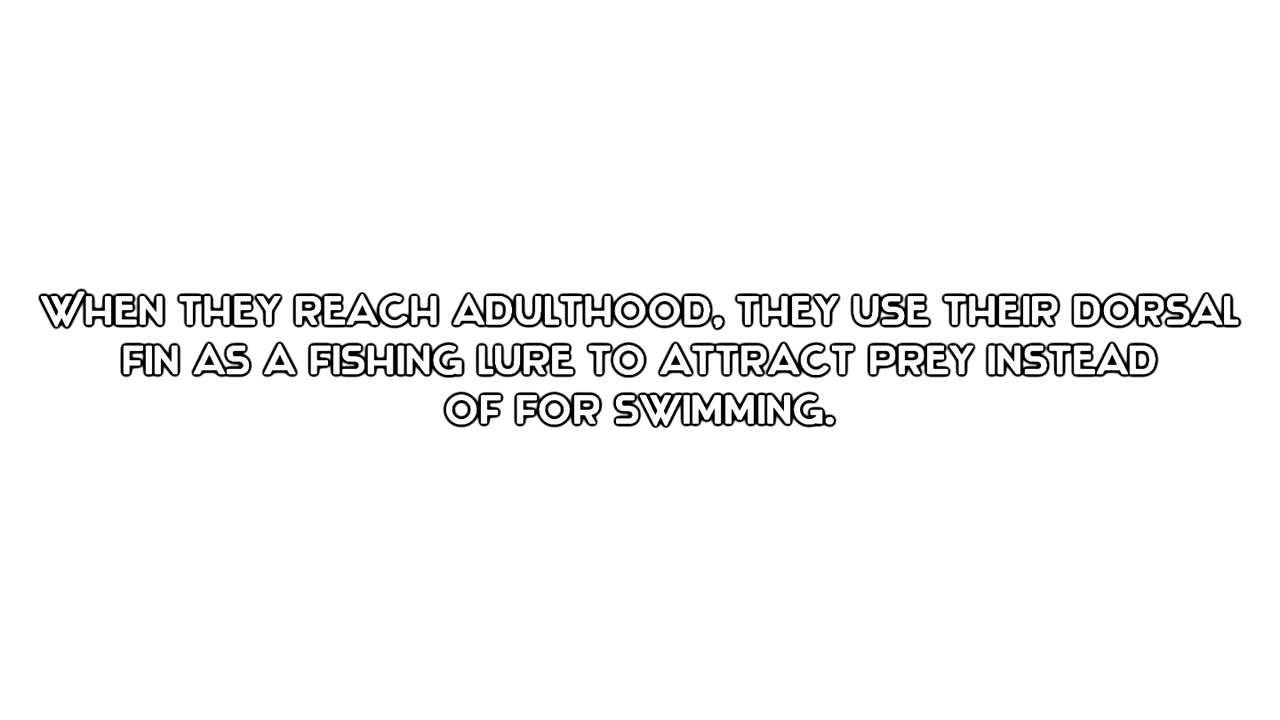 WHEN THEY REACH ADULTHOOD, THEY USE THEIR DORSAL
FIN AS A FISHING LURE TO ATTRACT PREY INSTEAD
OF FOR SWIMMING.